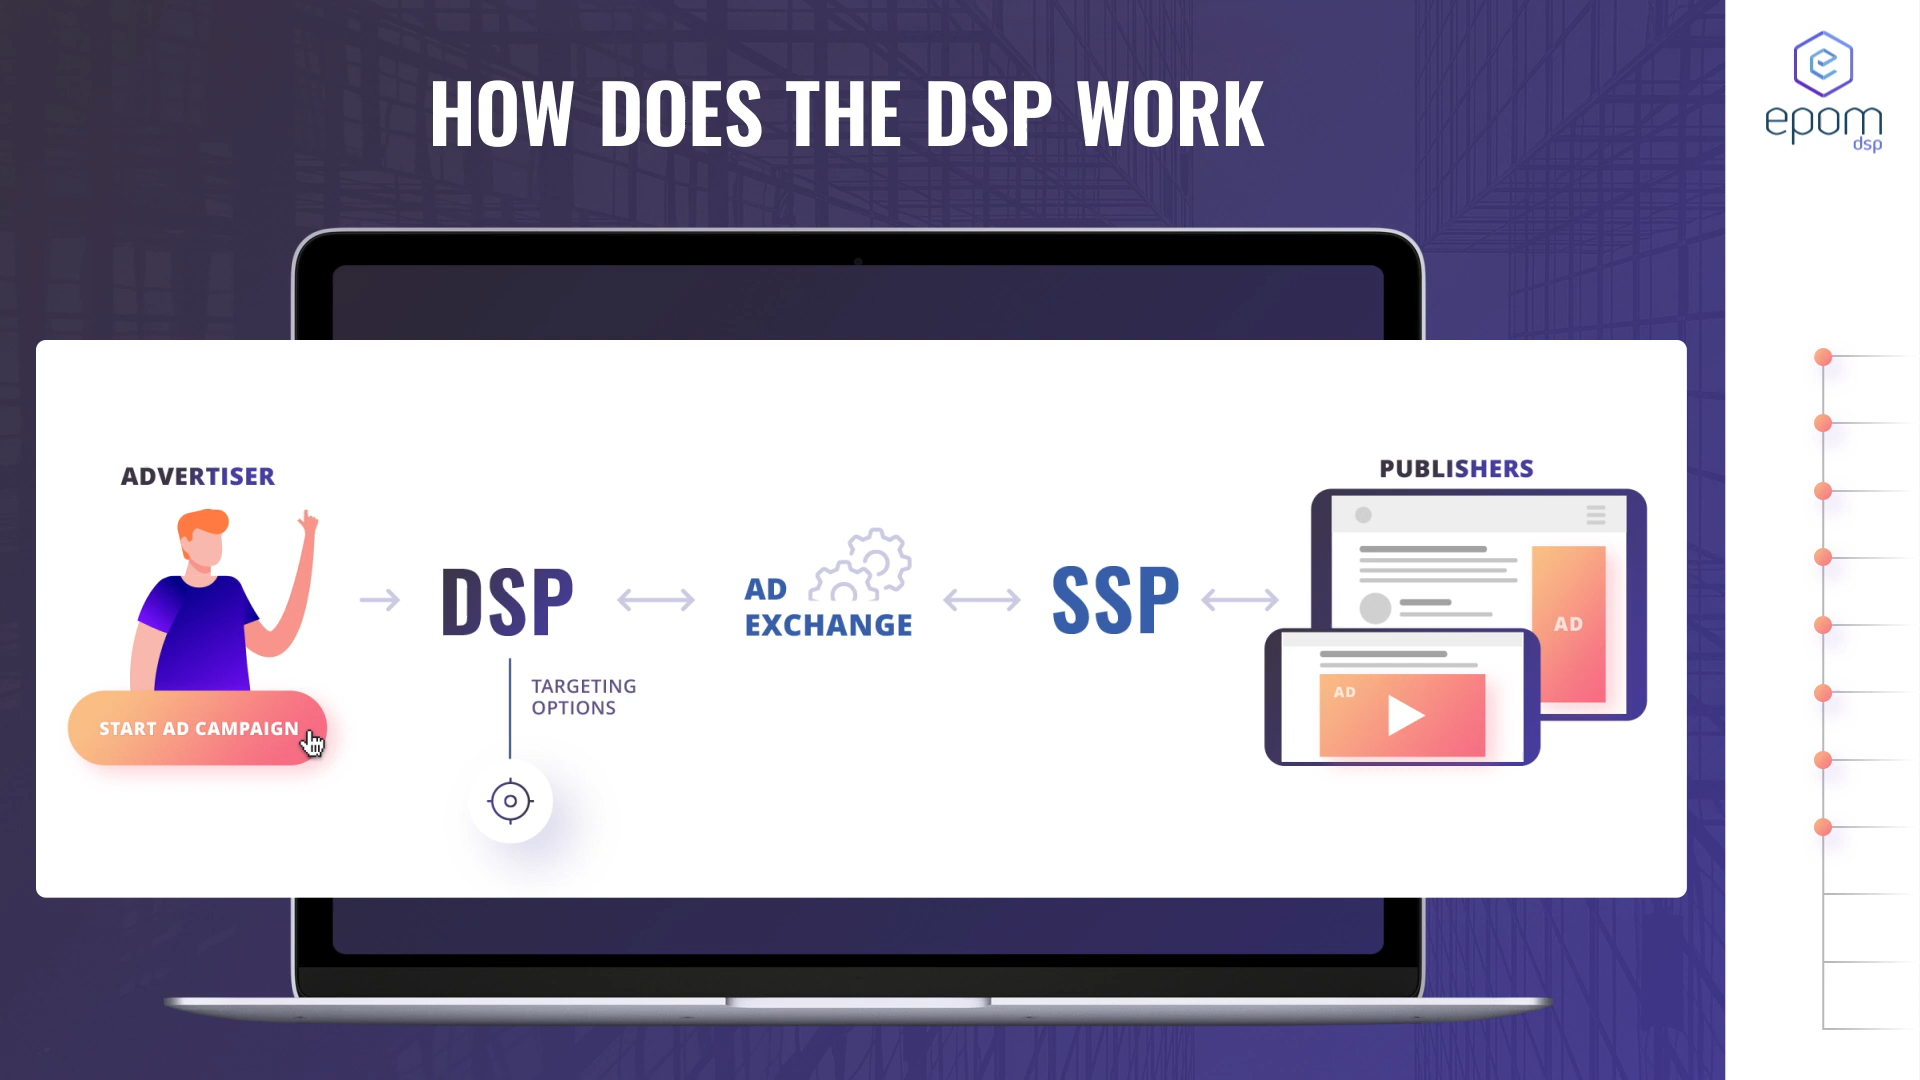 HOW DOES THE DSP WORK
epom
dsp
ADVERTISER
START AD CAMPAIGN
DSP
TARGETING
OPTIONS
AD
EXCHANGE
SSP
PUBLISHERS
AD
AD